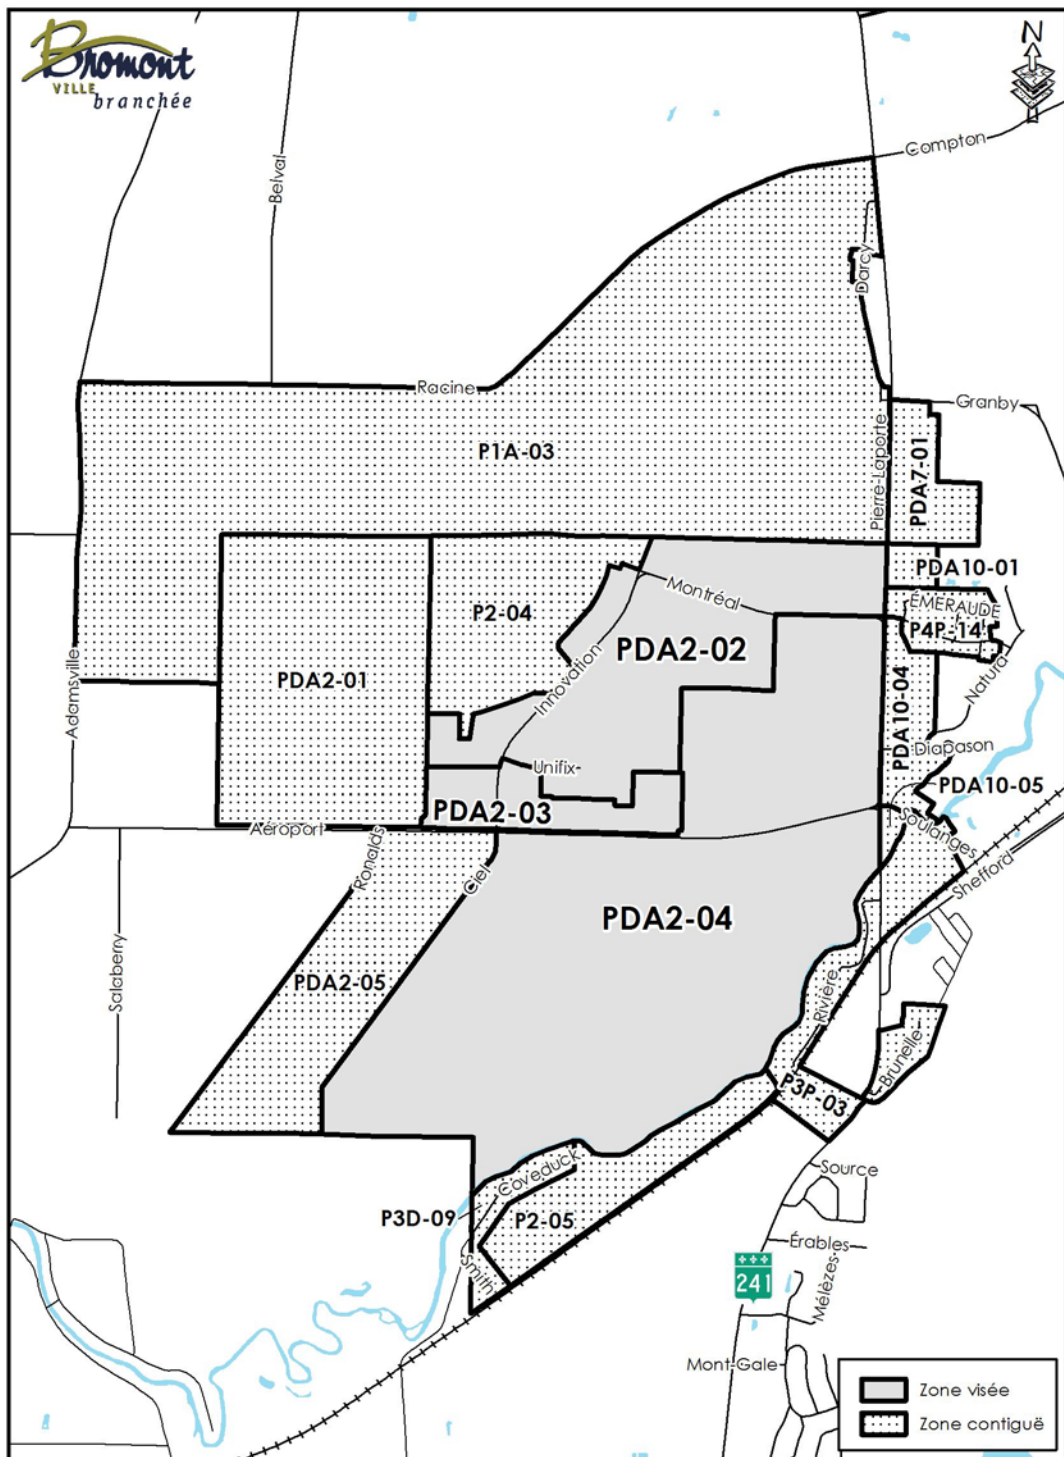 Bromont
VILLE
branchée
N
Compton
Belval
Darcy
Racine
Granby
P1A-03
Pierre-Laporte
PDA7-01
PDA10-01
Montréal
ÉMERAUDE
P2-04
P4P-14
PDA2-02
Innovation
PDA2-01
Natura
Adamsville
PDA10-04
Diapason
Unifix
PDA10-05
PDA2-03
Aéroport
Soulanges
Ronalds
Shefford
Ciel
PDA2-04
Salaberry
PDA2-05
Rivière
Brunelle
P3P-03
Coveduck
Source
P3D-09
P2-05
Érables
Smith
241
Mélèzes
Mont-Gale
Zone visée
Zone contiguë